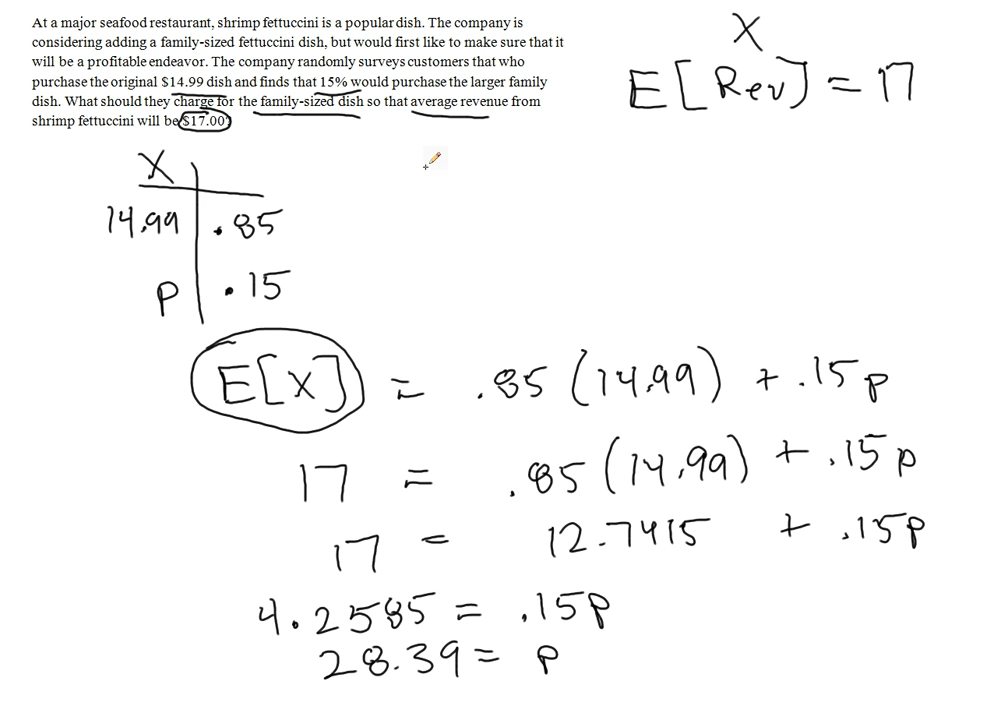 At a major seafood restaurant, shrimp fettuccini is a popular dish. The company is
considering adding a family-sized fettuccini dish, but would first like to make sure that it
will be a profitable endeavor. The company randomly surveys customers that who
purchase the original $14.99 dish and finds that 15% would purchase the larger family
dish. What should they charge for the family-sized dish so that average revenue from
shrimp fettuccini will be $17.00?
X
E[Rev] = 17
X
14.99 .85
P .15
E[X] = .85(14.99) + .15p
17 = .85(14.99) + .15p
17 = 12.7415 + .15p
4.2585 = .15p
28.39 = p